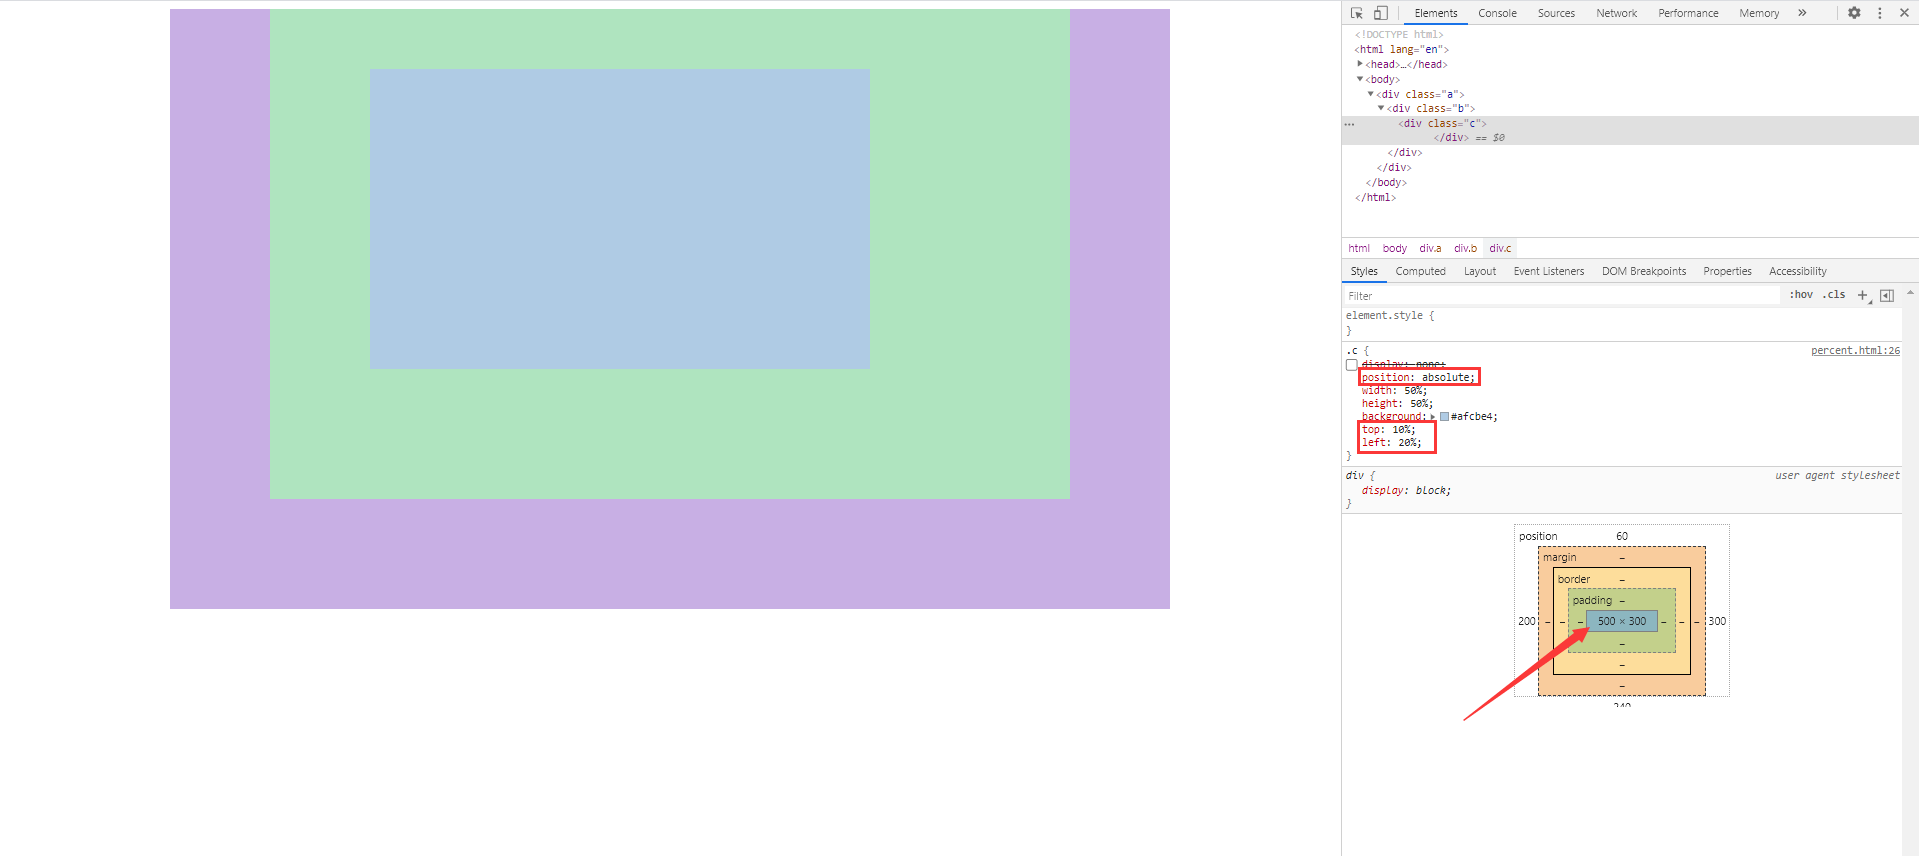 Elements Console Sources Network Performance Memory »
<!DOCTYPE html>
<html lang="en">
<head>…</head>
<body>
<div class="a">
<div class="b">
<div class="c">
</div> == $0
</div>
</div>
</body>
</html>
html body div.a div.b div.c
Styles Computed Layout Event Listeners DOM Breakpoints Properties Accessibility
Filter :hov .cls +
element.style {
}
.c { percent.html:26
display: none;
position: absolute;
width: 50%;
height: 50%;
background: #afcbe4;
top: 10%;
left: 20%;
}
div { user agent stylesheet
display: block;
}
position 60
margin –
border –
padding –
200 – – – 500 × 300 – – – 300
–
–
–
240